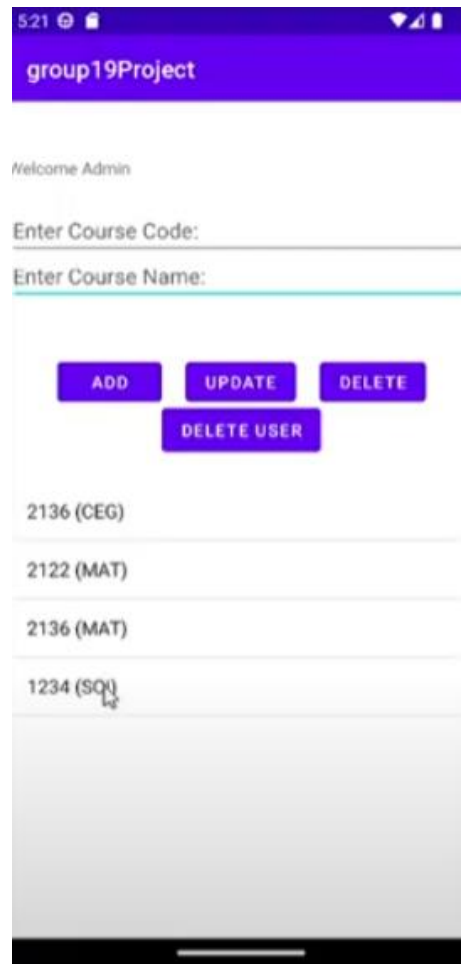 5:21
group19Project
Welcome Admin
Enter Course Code:
Enter Course Name:
ADD UPDATE DELETE
DELETE USER
2136 (CEG)
2122 (MAT)
2136 (MAT)
1234